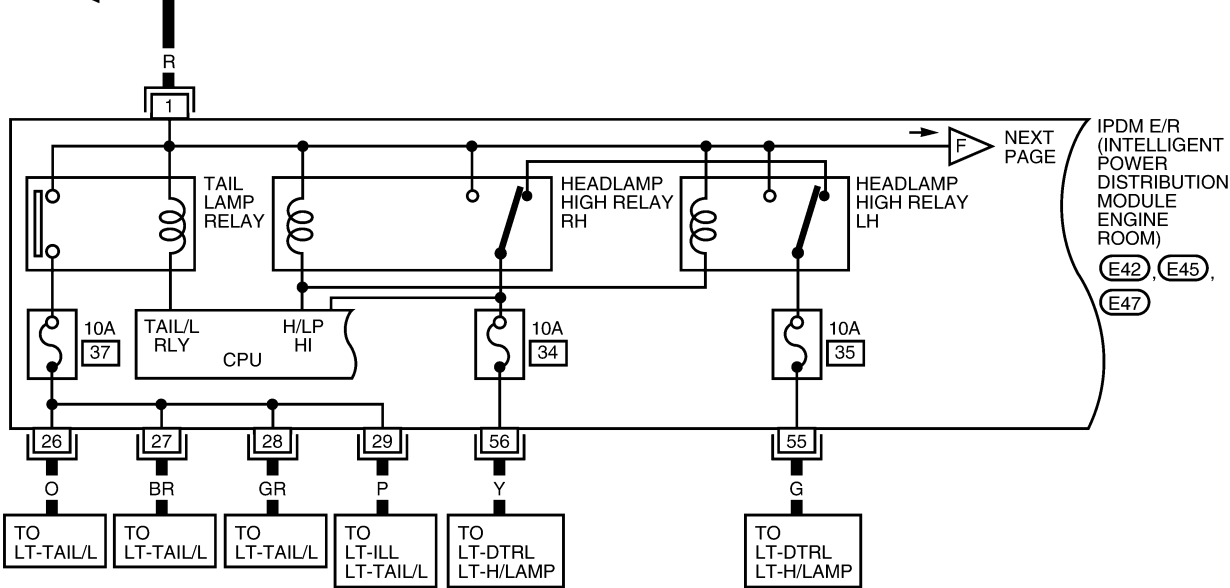 R
1
F
NEXT
PAGE
IPDM E/R
(INTELLIGENT
POWER
DISTRIBUTION
MODULE
ENGINE
ROOM)
E42, E45,
E47
TAIL
LAMP
RELAY
HEADLAMP
HIGH RELAY
RH
HEADLAMP
HIGH RELAY
LH
10A
37
TAIL/L
RLY
H/LP
HI
CPU
10A
34
10A
35
26
27
28
29
56
55
O
BR
GR
P
Y
G
TO
LT-TAIL/L
TO
LT-TAIL/L
TO
LT-TAIL/L
TO
LT-ILL
LT-TAIL/L
TO
LT-DTRL
LT-H/LAMP
TO
LT-DTRL
LT-H/LAMP